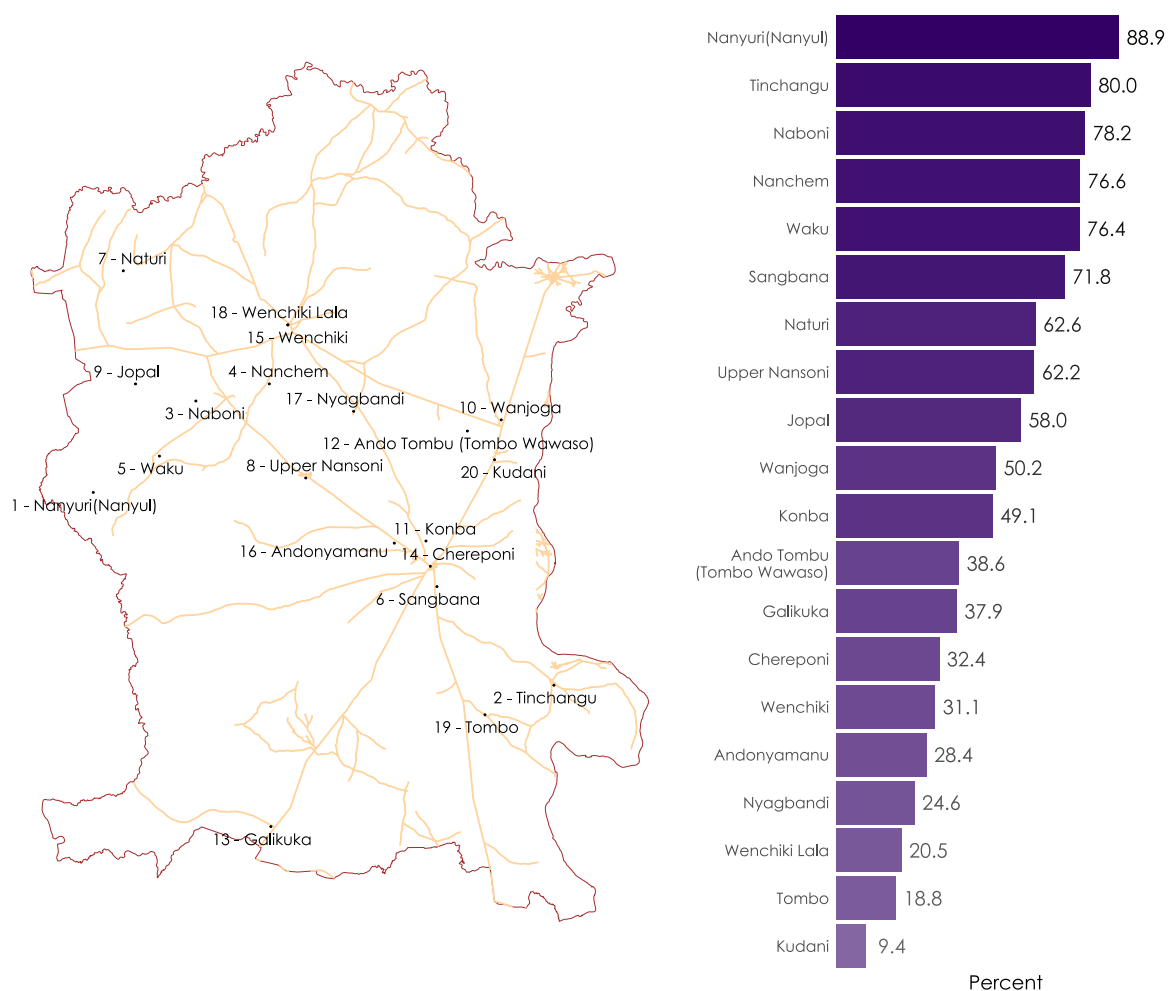 7 - Naturi
18 - Wenchiki Lala
15 - Wenchiki
9 - Jopal
4 - Nanchem
17 - Nyagbandi
3 - Naboni
10 - Wanjoga
12 - Ando Tombu (Tombo Wawaso)
5 - Waku
8 - Upper Nansoni
20 - Kudani
1 - Nanyuri(Nanyul)
11 - Konba
16 - Andonyamanu
14 - Chereponi
6 - Sangbana
2 - Tinchangu
19 - Tombo
13 - Galikuka
Nanyuri(Nanyul) 88.9
Tinchangu 80.0
Naboni 78.2
Nanchem 76.6
Waku 76.4
Sangbana 71.8
Naturi 62.6
Upper Nansoni 62.2
Jopal 58.0
Wanjoga 50.2
Konba 49.1
Ando Tombu
(Tombo Wawaso) 38.6
Galikuka 37.9
Chereponi 32.4
Wenchiki 31.1
Andonyamanu 28.4
Nyagbandi 24.6
Wenchiki Lala 20.5
Tombo 18.8
Kudani 9.4
Percent